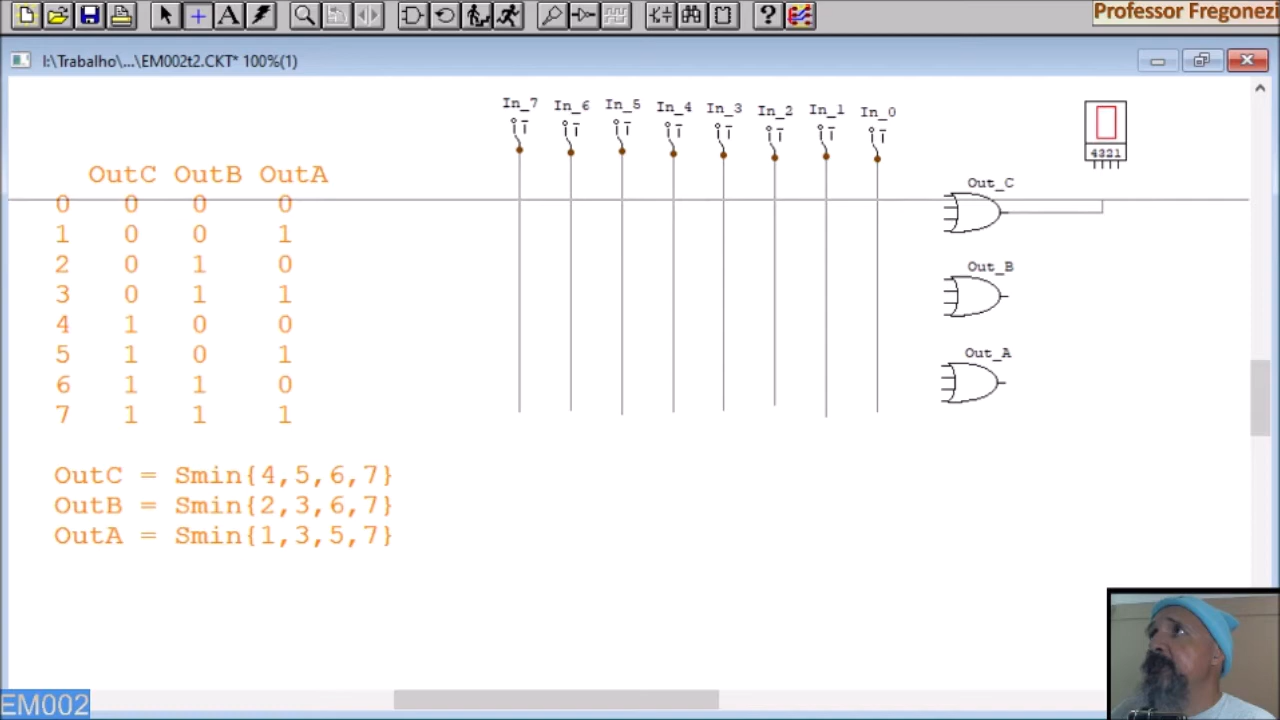 Professor Fregonezi
I:\Trabalho\...\EM002t2.CKT* 100%(1)
In_7 In_6 In_5 In_4 In_3 In_2 In_1 In_0
4321
OutC OutB OutA
Out_C
0 0 0 0
1 0 0 1
2 0 1 0
Out_B
3 0 1 1
4 1 0 0
Out_A
5 1 0 1
6 1 1 0
7 1 1 1
OutC = Smin{4,5,6,7}
OutB = Smin{2,3,6,7}
OutA = Smin{1,3,5,7}
EM002